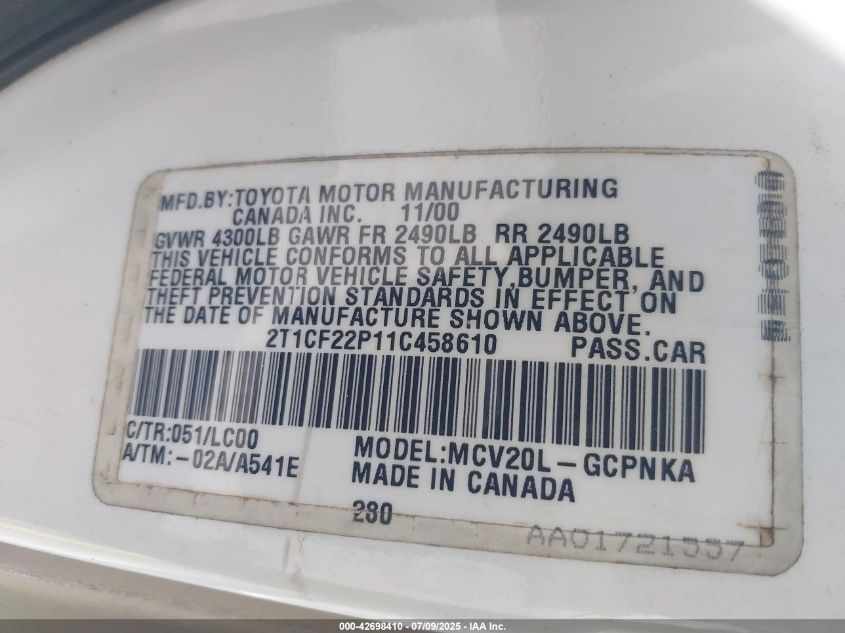 MFD.BY:TOYOTA MOTOR MANUFACTURING
CANADA INC. 11/00
GVWR 4300LB GAWR FR 2490LB RR 2490LB
THIS VEHICLE CONFORMS TO ALL APPLICABLE
FEDERAL MOTOR VEHICLE SAFETY,BUMPER, AND
THEFT PREVENTION STANDARDS IN EFFECT ON
THE DATE OF MANUFACTURE SHOWN ABOVE.
2T1CF22P11C458610 PASS.CAR
C/TR:051/LC00
A/TM:-02A/A541E
MODEL:MCV20L-GCPNKA
MADE IN CANADA
280
AA01721557
000-42698410 / 07/09/2025 - IAA Inc.